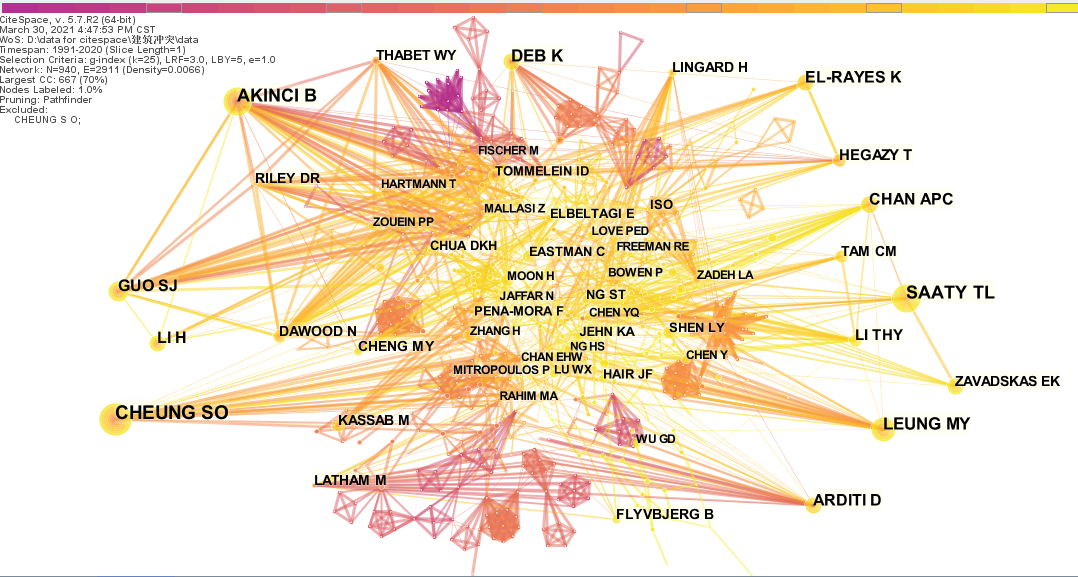 CiteSpace, v. 5.7.R2 (64-bit)
March 30, 2021 4:47:53 PM CST
WoS: D:\data for citespace\建筑冲突\data
Timespan: 1991-2020 (Slice Length=1)
Selection Criteria: g-index (k=25), LRF=3.0, LBY=5, e=1.0
Network: N=940, E=2911 (Density=0.0066)
Largest CC: 667 (70%)
Nodes Labeled: 1.0%
Pruning: Pathfinder
Excluded:
CHEUNG S O;
THABET WY
DEB K
LINGARD H
EL-RAYES K
AKINCI B
FISCHER M
HEGAZY T
TOMMELEIN ID
RILEY DR
HARTMANN T
CHAN APC
MALLASI Z
ELBELTAGI E
ISO
ZOUEIN PP
LOVE PED
CHUA DKH
EASTMAN C
FREEMAN RE
TAM CM
MOON H
BOWEN P
ZADEH LA
GUO SJ
JAFFAR N
NG ST
SAATY TL
PENA-MORA F
CHEN YQ
LI H
DAWOOD N
ZHANG H
JEHN KA
SHEN LY
LI THY
CHENG MY
NG HS
CHAN EHW
CHEN Y
MITROPOULOS P
LU WX
HAIR JF
ZAVADSKAS EK
RAHIM MA
CHEUNG SO
KASSAB M
LEUNG MY
WU GD
LATHAM M
ARDITI D
FLYVBJERG B